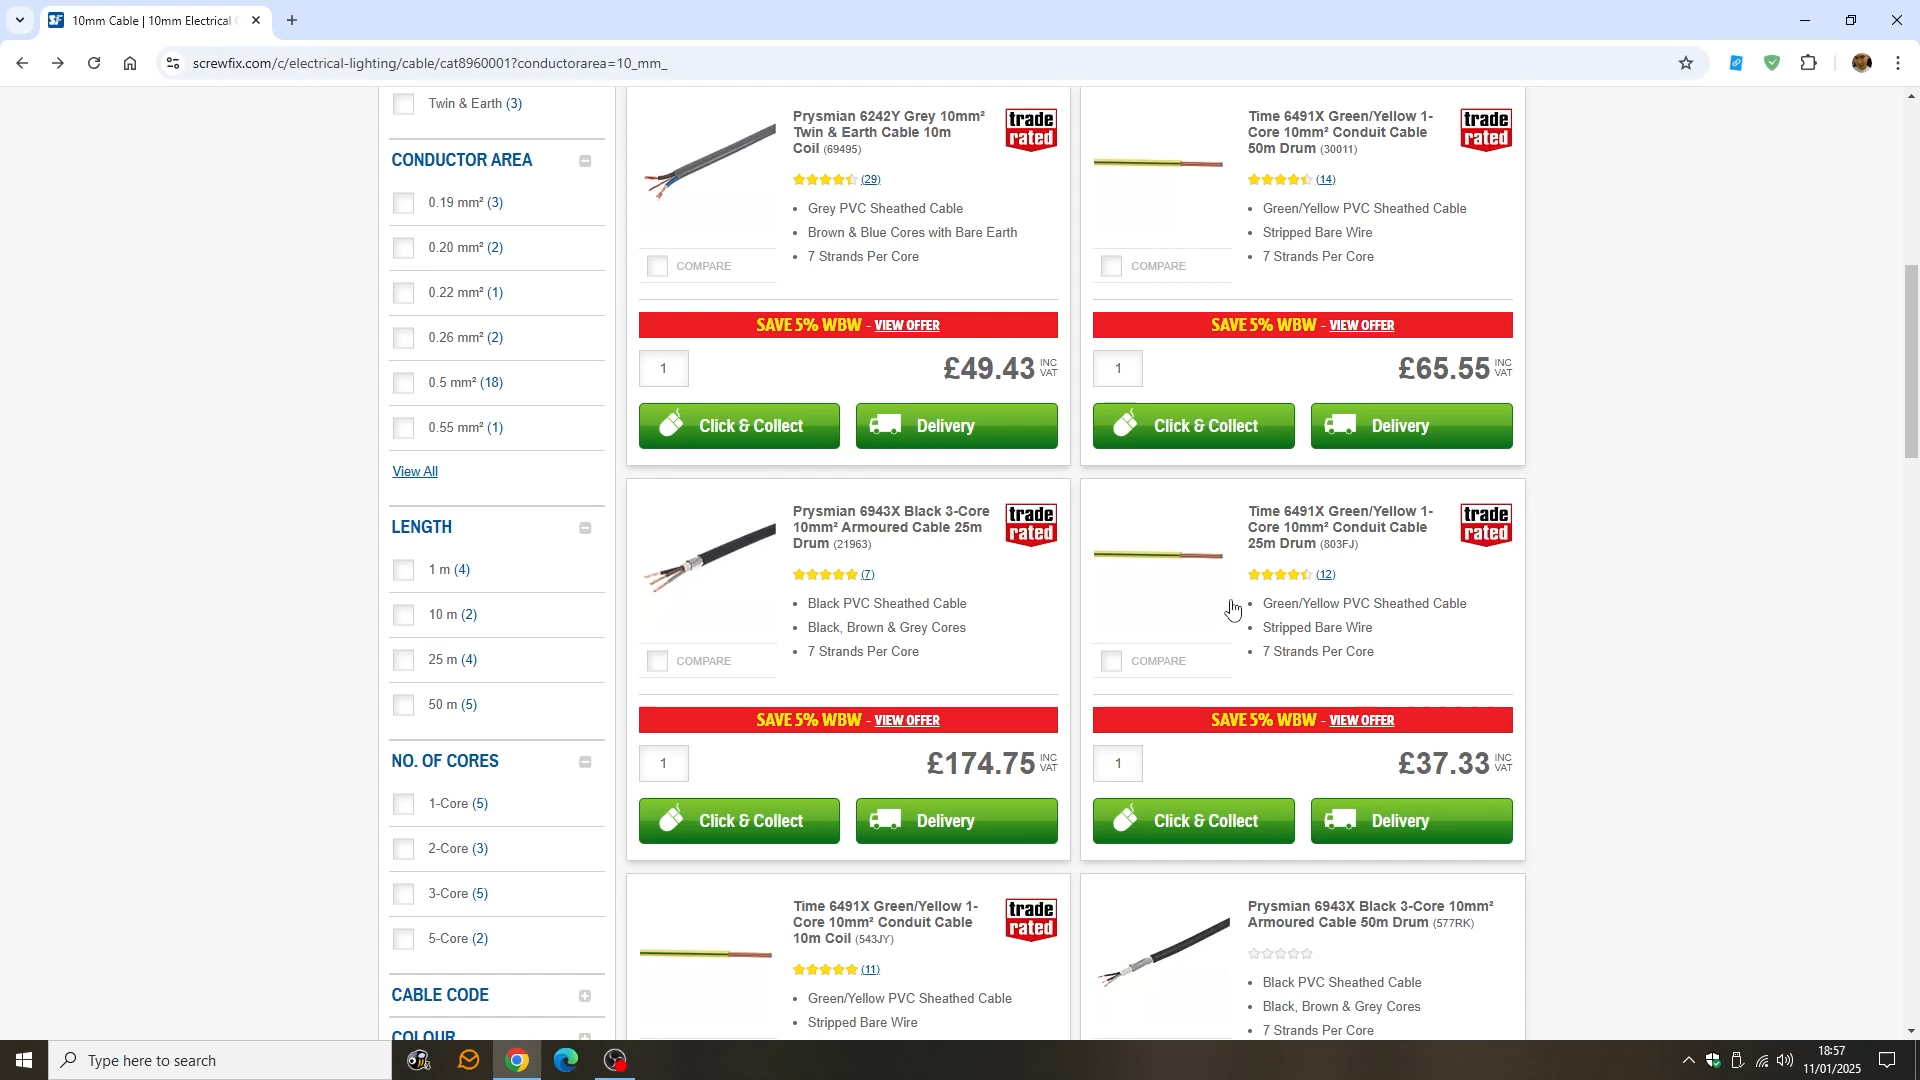 10mm Cable | 10mm Electrical C
screwfix.com/c/electrical-lighting/cable/cat8960001?conductorarea=10_mm_
Twin & Earth (3)
CONDUCTOR AREA
0.19 mm² (3)
0.20 mm² (2)
0.22 mm² (1)
0.26 mm² (2)
0.5 mm² (18)
0.55 mm² (1)
View All
LENGTH
1 m (4)
10 m (2)
25 m (4)
50 m (5)
NO. OF CORES
1-Core (5)
2-Core (3)
3-Core (5)
5-Core (2)
CABLE CODE
COLOUR
Prysmian 6242Y Grey 10mm²
Twin & Earth Cable 10m
Coil (69495)
trade
rated
(29)
• Grey PVC Sheathed Cable
• Brown & Blue Cores with Bare Earth
• 7 Strands Per Core
COMPARE
SAVE 5% WBW - VIEW OFFER
1
£49.43 INC VAT
Click & Collect
Delivery
Time 6491X Green/Yellow 1-
Core 10mm² Conduit Cable
50m Drum (30011)
trade
rated
(14)
• Green/Yellow PVC Sheathed Cable
• Stripped Bare Wire
• 7 Strands Per Core
COMPARE
SAVE 5% WBW - VIEW OFFER
1
£65.55 INC VAT
Click & Collect
Delivery
Prysmian 6943X Black 3-Core
10mm² Armoured Cable 25m
Drum (21963)
trade
rated
(7)
• Black PVC Sheathed Cable
• Black, Brown & Grey Cores
• 7 Strands Per Core
COMPARE
SAVE 5% WBW - VIEW OFFER
1
£174.75 INC VAT
Click & Collect
Delivery
Time 6491X Green/Yellow 1-
Core 10mm² Conduit Cable
25m Drum (803FJ)
trade
rated
(12)
• Green/Yellow PVC Sheathed Cable
• Stripped Bare Wire
• 7 Strands Per Core
COMPARE
SAVE 5% WBW - VIEW OFFER
1
£37.33 INC VAT
Click & Collect
Delivery
Time 6491X Green/Yellow 1-
Core 10mm² Conduit Cable
10m Coil (543JY)
trade
rated
(11)
• Green/Yellow PVC Sheathed Cable
• Stripped Bare Wire
Prysmian 6943X Black 3-Core 10mm²
Armoured Cable 50m Drum (577RK)
• Black PVC Sheathed Cable
• Black, Brown & Grey Cores
• 7 Strands Per Core
Type here to search
18:57
11/01/2025